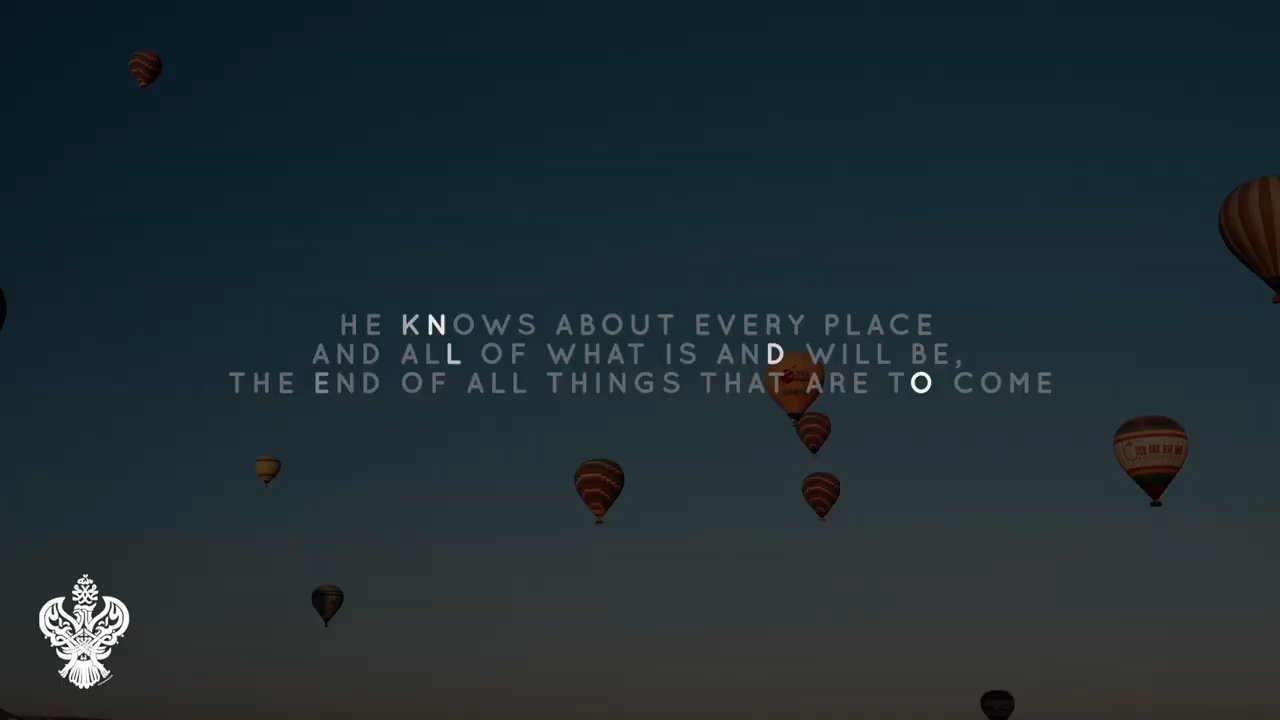 HE KNOWS ABOUT EVERY PLACE
AND ALL OF WHAT IS AND WILL BE,
THE END OF ALL THINGS THAT ARE TO COME